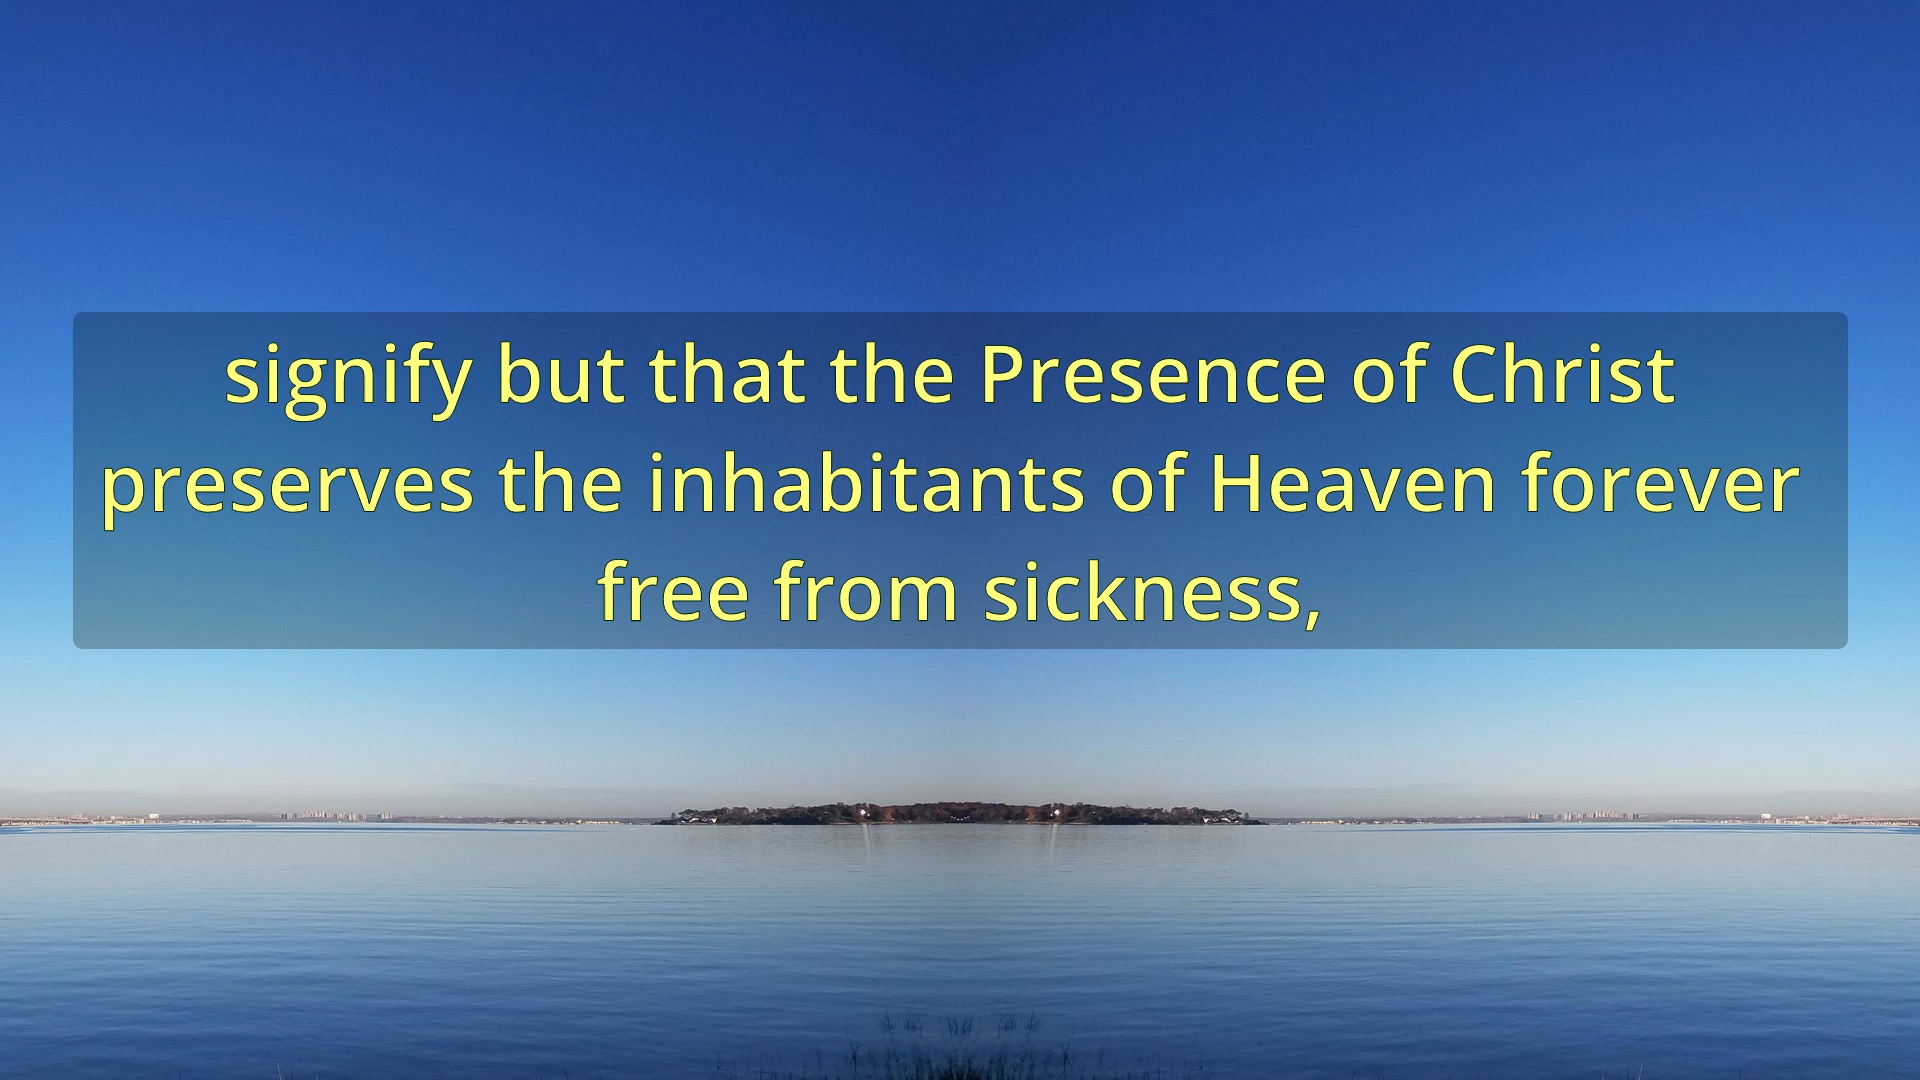 signify but that the Presence of Christ
preserves the inhabitants of Heaven forever
free from sickness,